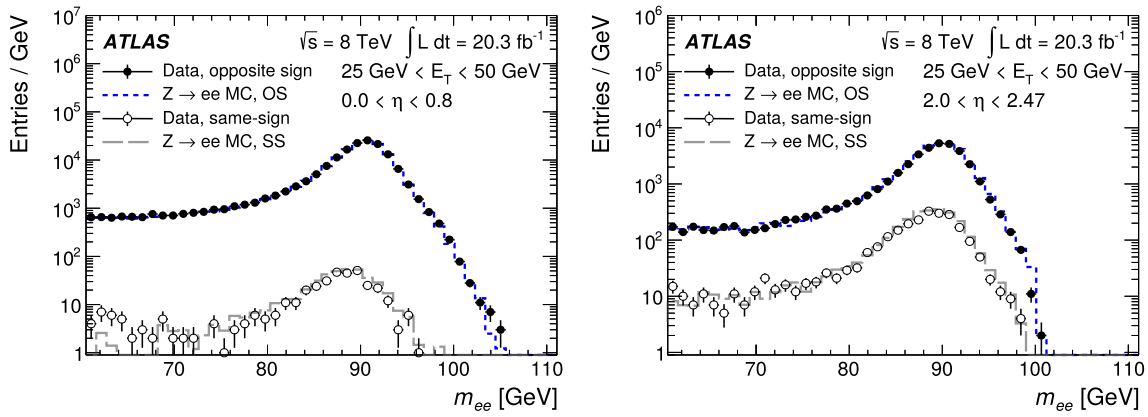 Entries / GeV
10⁷
10⁶
10⁵
10⁴
10³
10²
10
1
ATLAS
√s = 8 TeV ∫L dt = 20.3 fb⁻¹
Data, opposite sign
25 GeV < E_T < 50 GeV
Z → ee MC, OS
0.0 < η < 0.8
Data, same-sign
Z → ee MC, SS
70 80 90 100 110
m_ee [GeV]
Entries / GeV
10⁶
10⁵
10⁴
10³
10²
10
1
ATLAS
√s = 8 TeV ∫L dt = 20.3 fb⁻¹
Data, opposite sign
25 GeV < E_T < 50 GeV
Z → ee MC, OS
2.0 < η < 2.47
Data, same-sign
Z → ee MC, SS
70 80 90 100 110
m_ee [GeV]